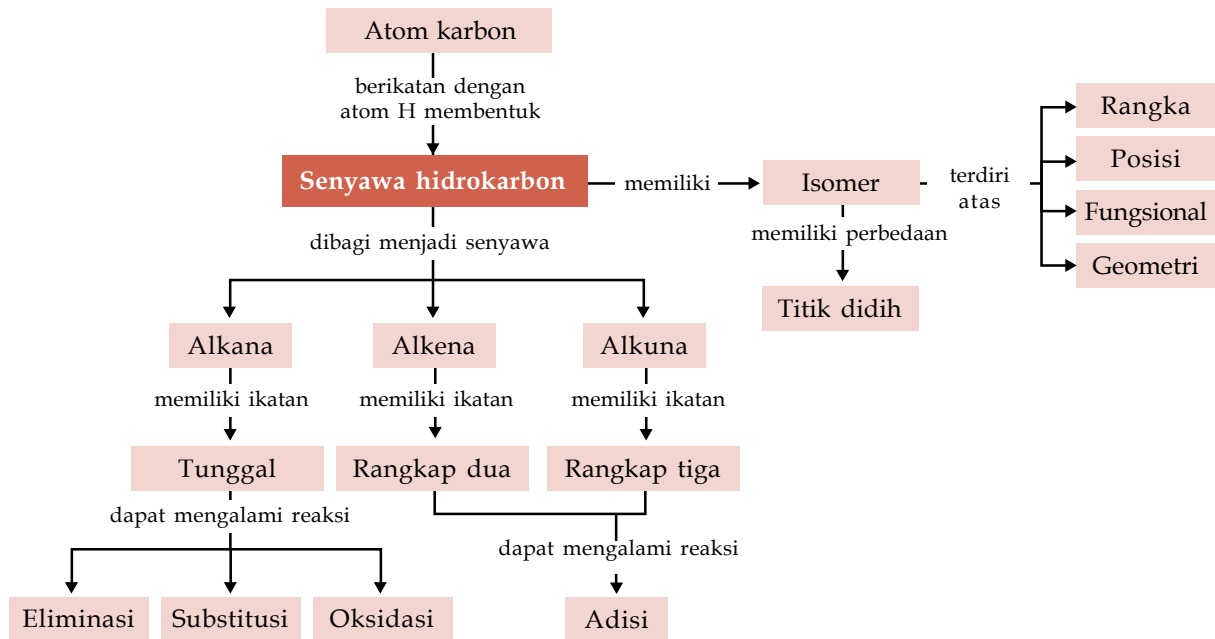 Atom karbon
berikatan dengan
atom H membentuk
Senyawa hidrokarbon
memiliki
Isomer
terdiri
atas
Rangka
Posisi
Fungsional
Geometri
memiliki perbedaan
Titik didih
dibagi menjadi senyawa
Alkana
Alkena
Alkuna
memiliki ikatan
memiliki ikatan
memiliki ikatan
Tunggal
Rangkap dua
Rangkap tiga
dapat mengalami reaksi
dapat mengalami reaksi
Eliminasi
Substitusi
Oksidasi
Adisi